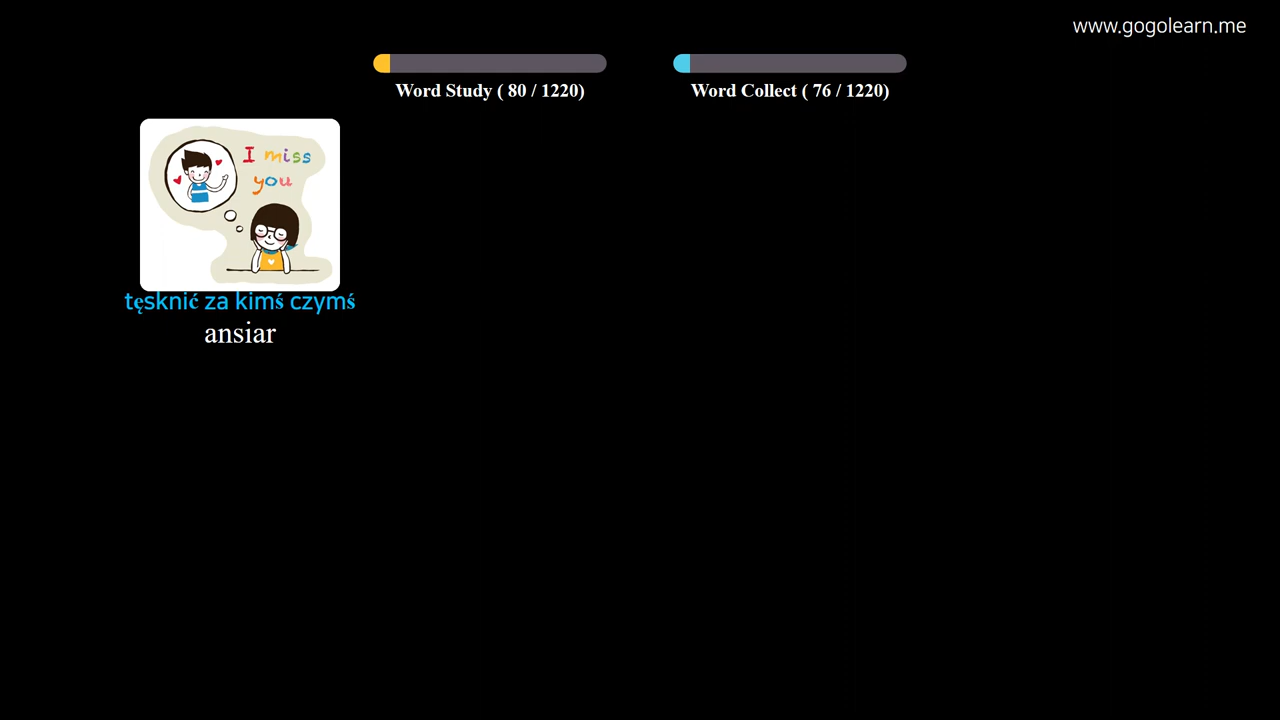 www.gogolearn.me
Word Study ( 80 / 1220)
Word Collect ( 76 / 1220)
I miss
you
tęsknić za kimś czymś
ansiar